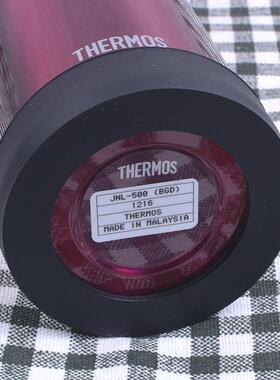 THERMOS
THERMOS
JNL-500 (BGD)
1216
THERMOS
MADE IN MALAYSIA